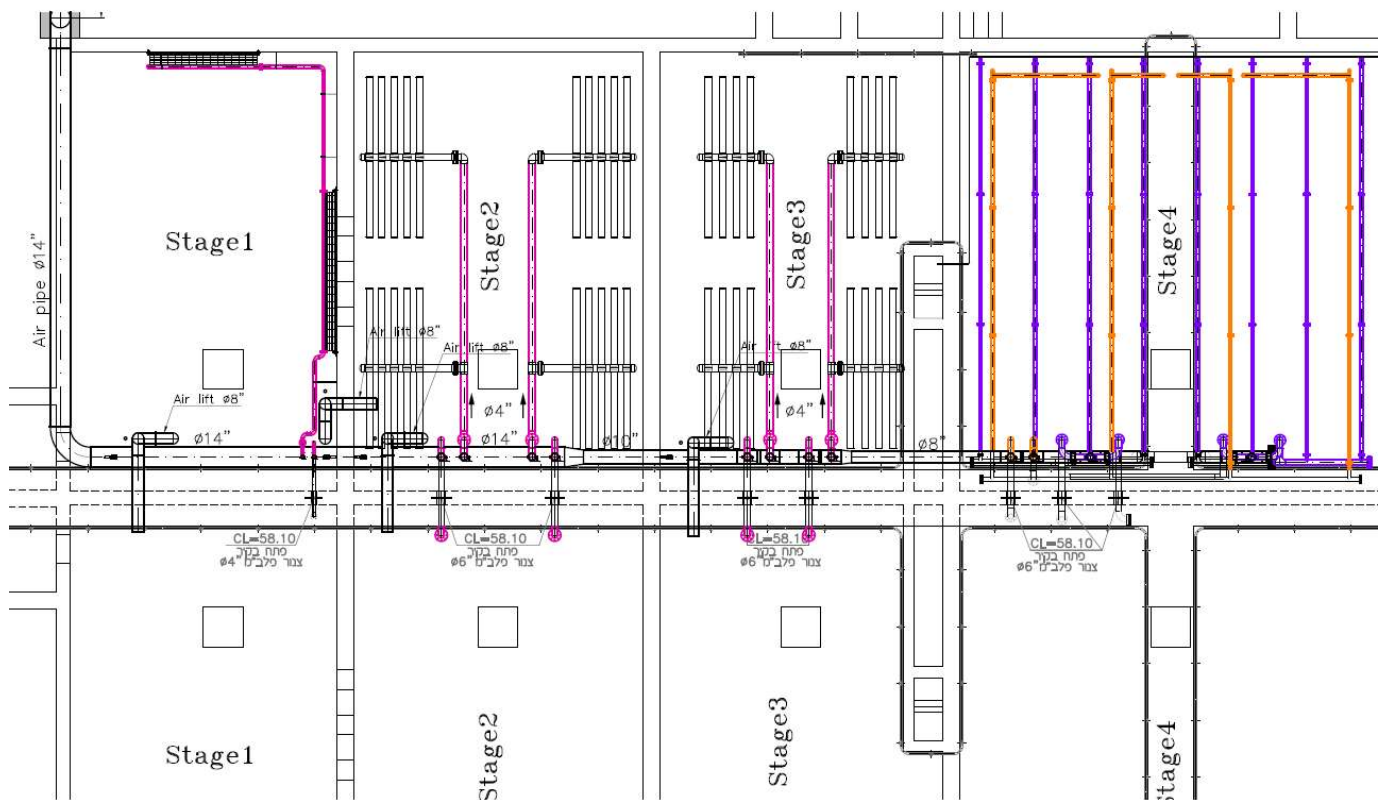 Air pipe ø14"
Stage1
Stage2
Stage3
Stage4
Air lift ø8"
Air lift ø8"
Air lift ø8"
Air lift ø8"
ø14"
ø14"
ø4"
ø10"
ø4"
ø8"
CL=58.10
פתח בקיר
צנור פלב"מ ø4"
CL=58.10
פתח בקיר
צנור פלב"מ ø6"
CL=58.10
פתח בקיר
צנור פלב"מ ø6"
CL=58.10
פתח בקיר
צנור פלב"מ ø6"
Stage1
Stage2
Stage3
Stage4